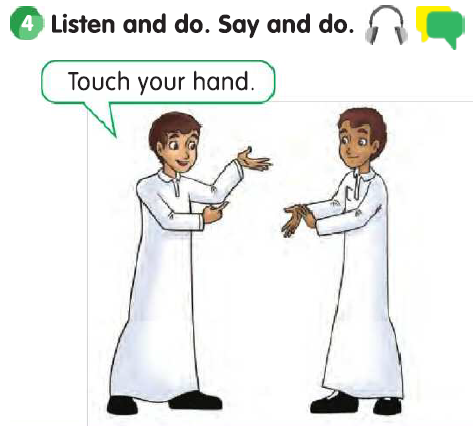 4 Listen and do. Say and do.
Touch your hand.